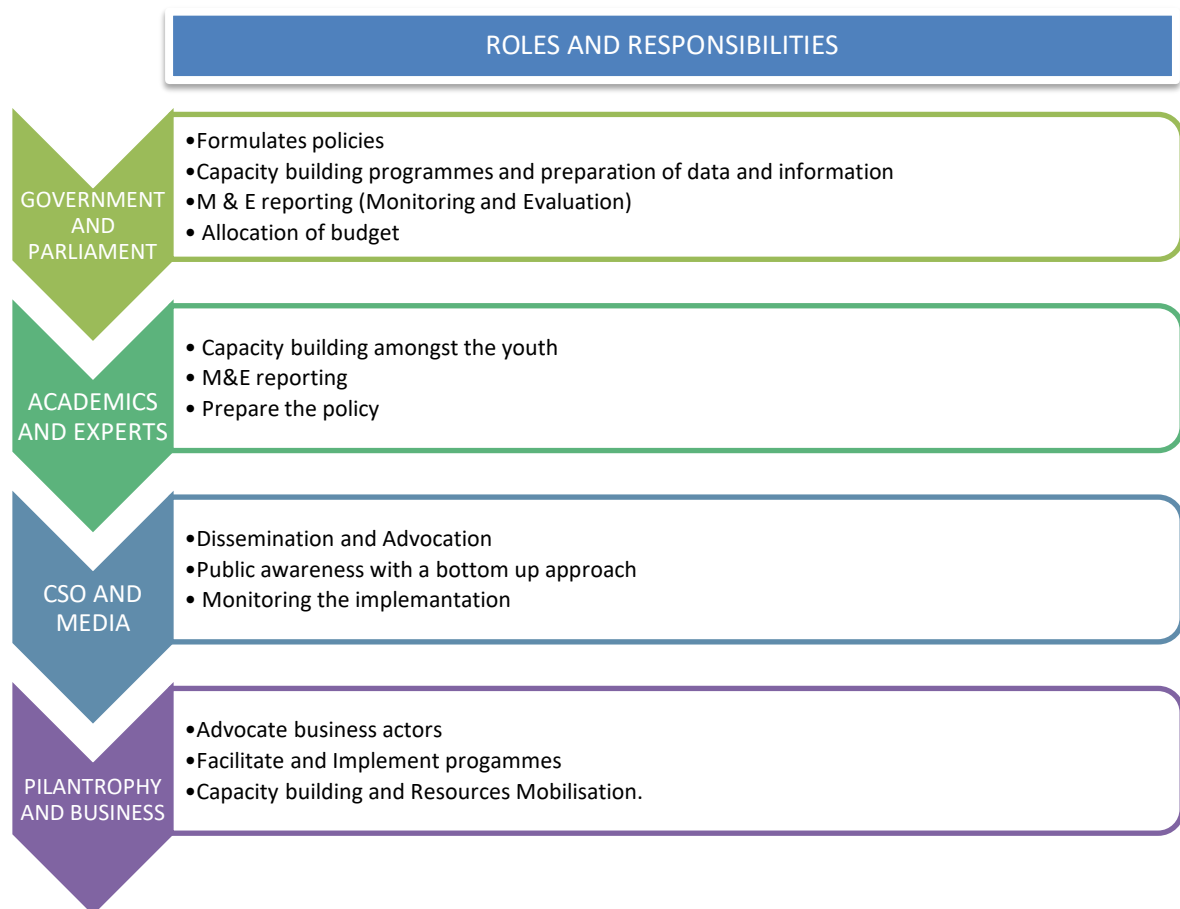 ROLES AND RESPONSIBILITIES
GOVERNMENT
AND
PARLIAMENT
•Formulates policies
•Capacity building programmes and preparation of data and information
•M & E reporting (Monitoring and Evaluation)
• Allocation of budget
ACADEMICS
AND EXPERTS
• Capacity building amongst the youth
• M&E reporting
• Prepare the policy
CSO AND
MEDIA
•Dissemination and Advocation
•Public awareness with a bottom up approach
• Monitoring the implemantation
PILANTROPHY
AND BUSINESS
•Advocate business actors
•Facilitate and Implement progammes
•Capacity building and Resources Mobilisation.